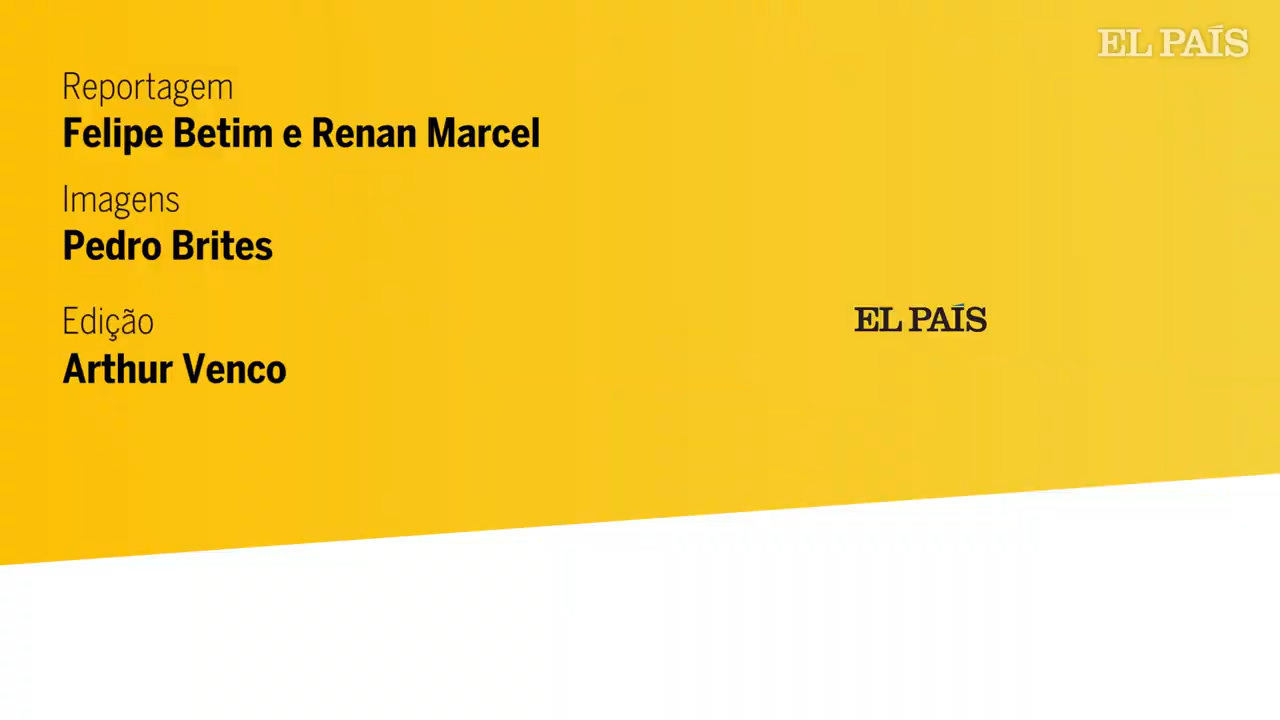 EL PAÍS
Reportagem
Felipe Betim e Renan Marcel
Imagens
Pedro Brites
Edição
Arthur Venco
EL PAÍS